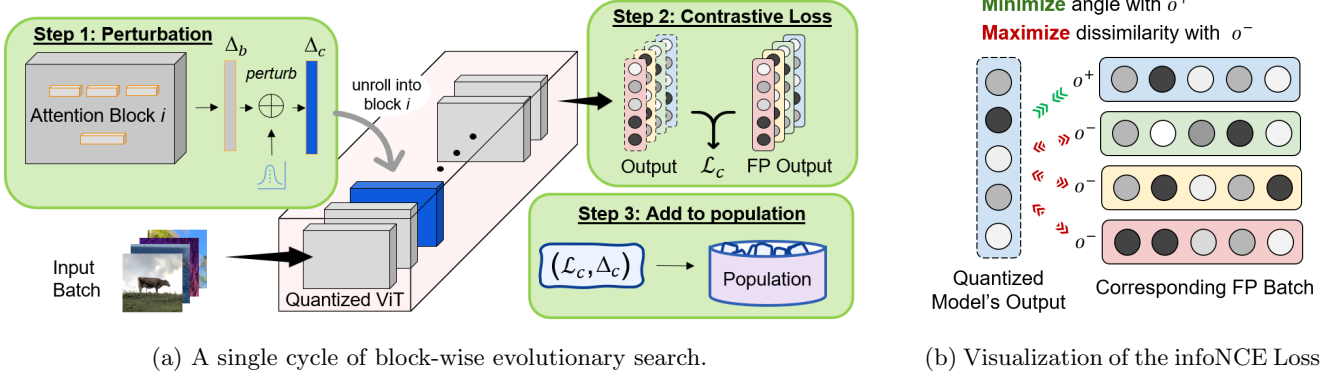 Step 1: Perturbation
Δb
Δc
perturb
Attention Block i
unroll into
block i
Input
Batch
Quantized ViT
Step 2: Contrastive Loss
Output
ℒc
FP Output
Step 3: Add to population
(ℒc, Δc)
Population
(a) A single cycle of block-wise evolutionary search.
Minimize angle with o+
Maximize dissimilarity with o−
o+
o−
o−
o−
Quantized
Model's Output
Corresponding FP Batch
(b) Visualization of the infoNCE Loss